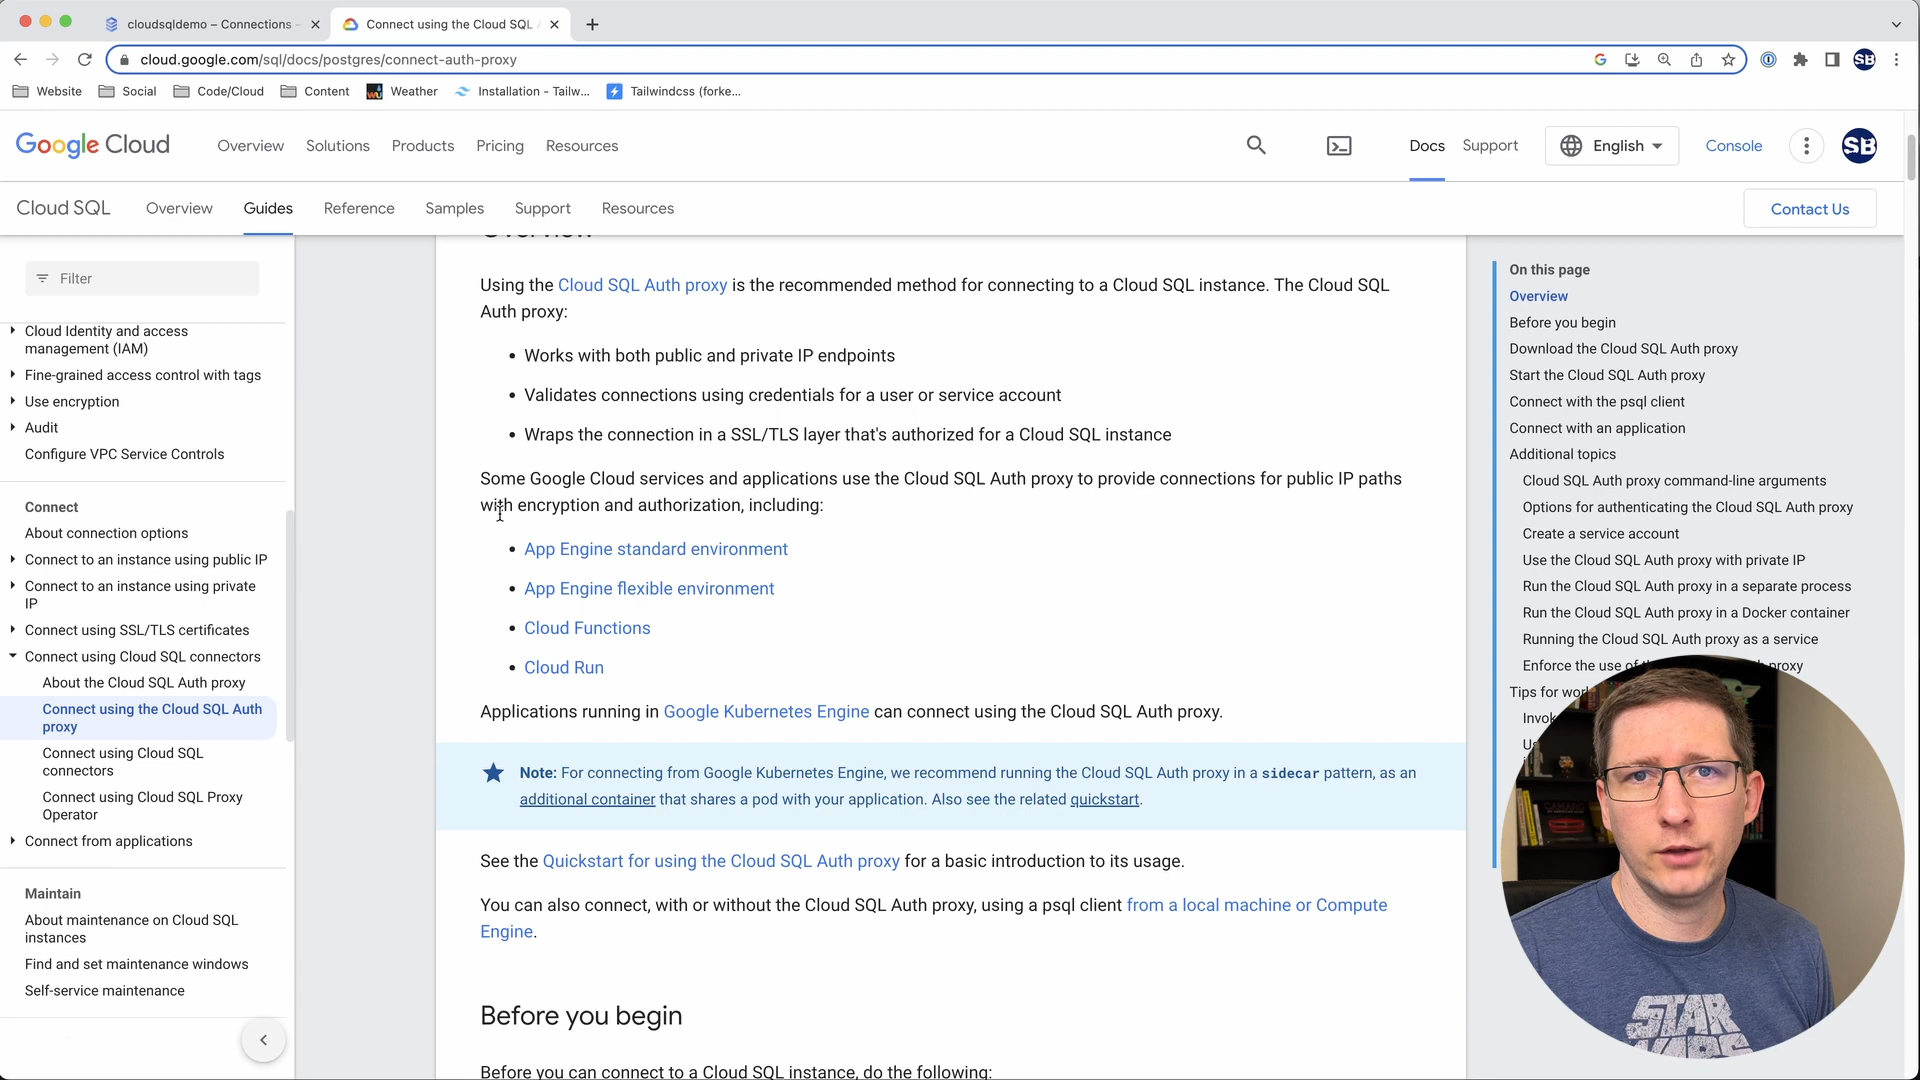 cloudsqldemo – Connections -
Connect using the Cloud SQL A
cloud.google.com/sql/docs/postgres/connect-auth-proxy
SB
Website
Social
Code/Cloud
Content
Weather
Installation - Tailw...
Tailwindcss (forke...
Google Cloud
Overview
Solutions
Products
Pricing
Resources
Docs
Support
English
Console
SB
Cloud SQL
Overview
Guides
Reference
Samples
Support
Resources
Contact Us
Filter
Cloud Identity and access
management (IAM)
Fine-grained access control with tags
Use encryption
Audit
Configure VPC Service Controls
Connect
About connection options
Connect to an instance using public IP
Connect to an instance using private
IP
Connect using SSL/TLS certificates
Connect using Cloud SQL connectors
About the Cloud SQL Auth proxy
Connect using the Cloud SQL Auth
proxy
Connect using Cloud SQL
connectors
Connect using Cloud SQL Proxy
Operator
Connect from applications
Maintain
About maintenance on Cloud SQL
instances
Find and set maintenance windows
Self-service maintenance
Overview
Using the Cloud SQL Auth proxy is the recommended method for connecting to a Cloud SQL instance. The Cloud SQL
Auth proxy:
• Works with both public and private IP endpoints
• Validates connections using credentials for a user or service account
• Wraps the connection in a SSL/TLS layer that's authorized for a Cloud SQL instance
Some Google Cloud services and applications use the Cloud SQL Auth proxy to provide connections for public IP paths
with encryption and authorization, including:
• App Engine standard environment
• App Engine flexible environment
• Cloud Functions
• Cloud Run
Applications running in Google Kubernetes Engine can connect using the Cloud SQL Auth proxy.
Note: For connecting from Google Kubernetes Engine, we recommend running the Cloud SQL Auth proxy in a sidecar pattern, as an
additional container that shares a pod with your application. Also see the related quickstart.
See the Quickstart for using the Cloud SQL Auth proxy for a basic introduction to its usage.
You can also connect, with or without the Cloud SQL Auth proxy, using a psql client from a local machine or Compute
Engine.
Before you begin
Before you can connect to a Cloud SQL instance, do the following:
On this page
Overview
Before you begin
Download the Cloud SQL Auth proxy
Start the Cloud SQL Auth proxy
Connect with the psql client
Connect with an application
Additional topics
Cloud SQL Auth proxy command-line arguments
Options for authenticating the Cloud SQL Auth proxy
Create a service account
Use the Cloud SQL Auth proxy with private IP
Run the Cloud SQL Auth proxy in a separate process
Run the Cloud SQL Auth proxy in a Docker container
Running the Cloud SQL Auth proxy as a service
Enforce the use of proxy
Tips for wor
Invok
Us
STAR
WARS